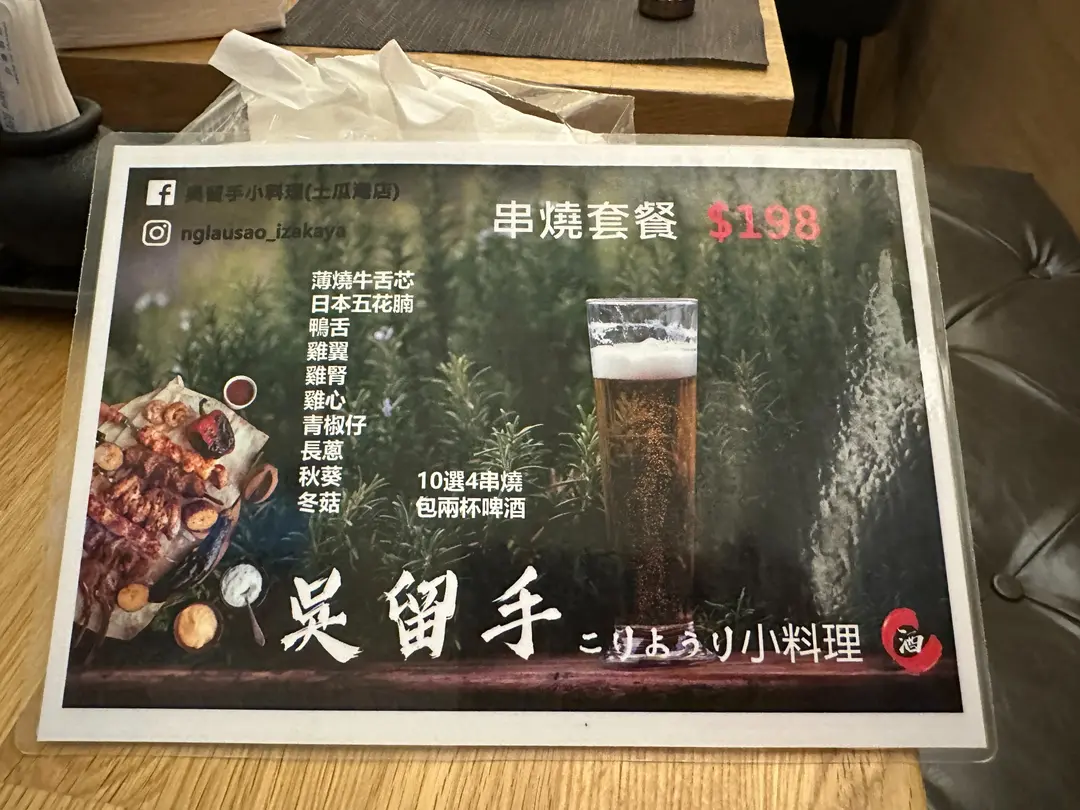 吳留手小料理(土瓜灣店)
nglausao_izakaya
串燒套餐 $198
薄燒牛舌芯
日本五花腩
鴨舌
雞翼
雞腎
雞心
青椒仔
長蔥
秋葵
冬菇
10選4串燒
包兩杯啤酒
吳留手
こりようり小料理
酒